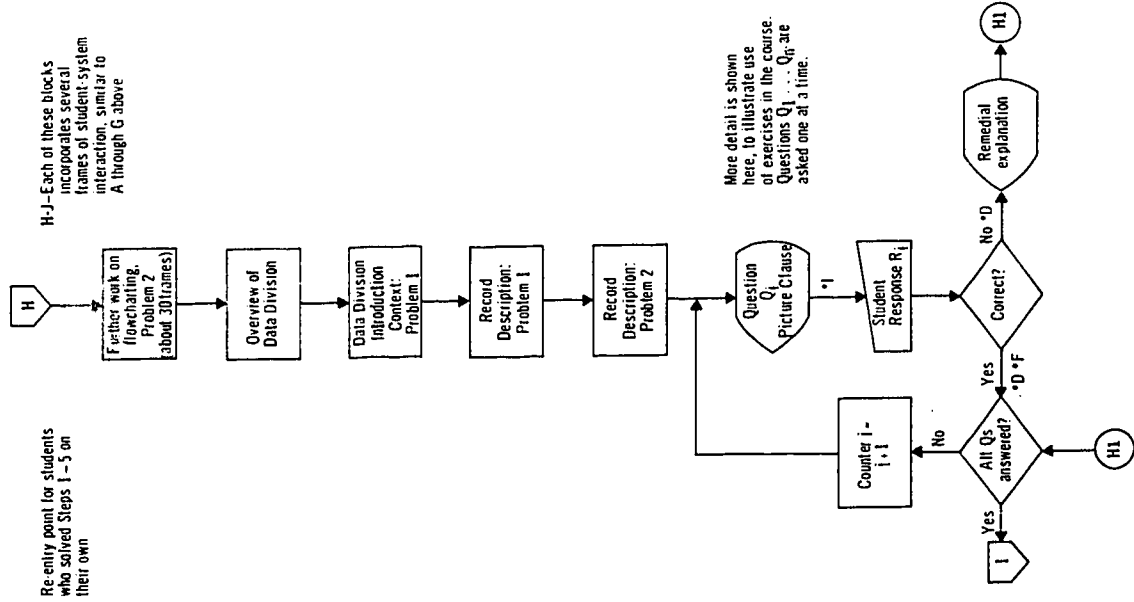 Re-entry point for students
who solved Steps 1-5 on
their own
H
H-J-Each of these blocks
incorporates several
frames of student-system
interaction, similar to
A through G above
Further work on
flowcharting,
Problem 2
(about 30 frames)
Overview of
Data Division
Data Division
Introduction
Context:
Problem 1
Record
Description:
Problem 1
Record
Description:
Problem 2
More detail is shown
here, to illustrate use
of exercises in the course.
Questions Q1 . . . Qn, are
asked one at a time.
Question
Qi
Picture Clause
*I
Student
Response Ri
Correct?
No *D
Remedial
explanation
H1
Yes
*D *F
All Qs
answered?
No
Counter i =
i + 1
Yes
I
H1